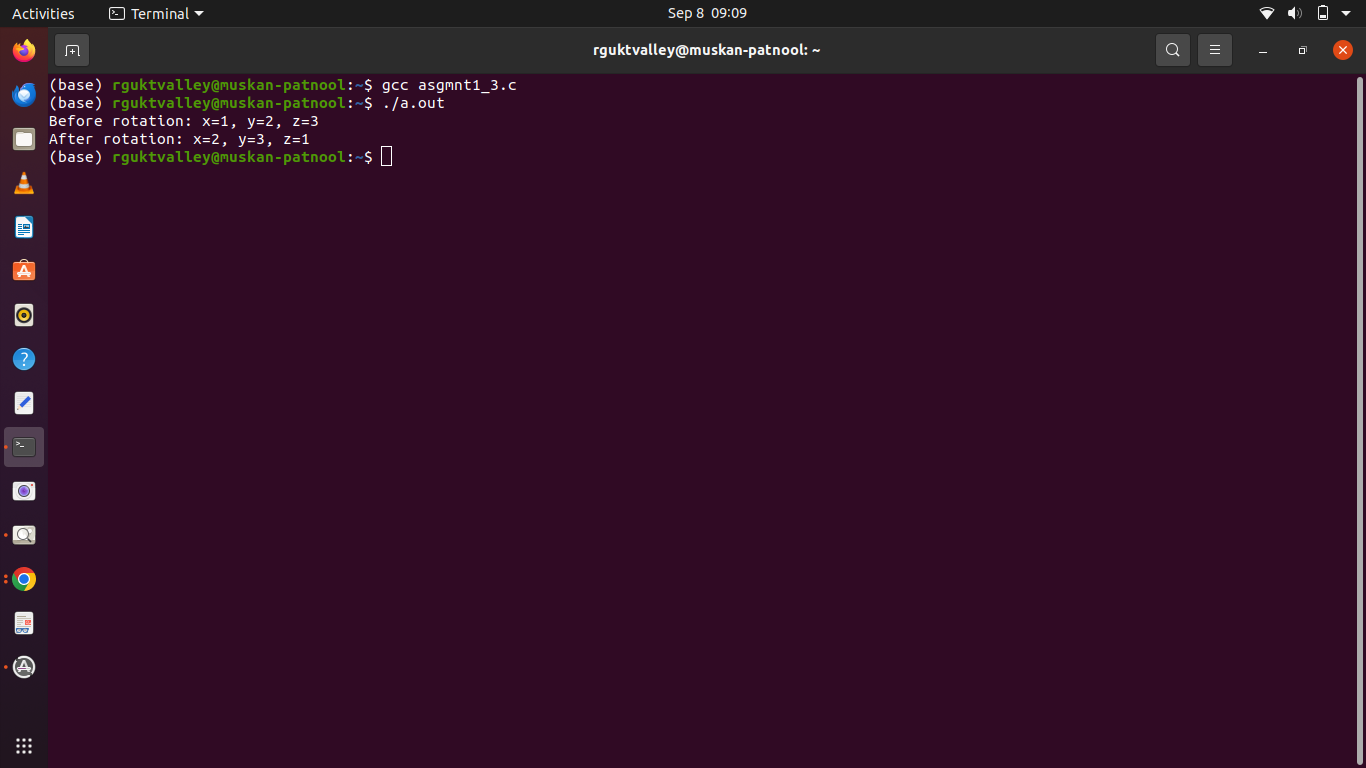 Activities
Terminal
Sep 8 09:09
rguktvalley@muskan-patnool: ~
(base) rguktvalley@muskan-patnool:~$ gcc asgmnt1_3.c
(base) rguktvalley@muskan-patnool:~$ ./a.out
Before rotation: x=1, y=2, z=3
After rotation: x=2, y=3, z=1
(base) rguktvalley@muskan-patnool:~$